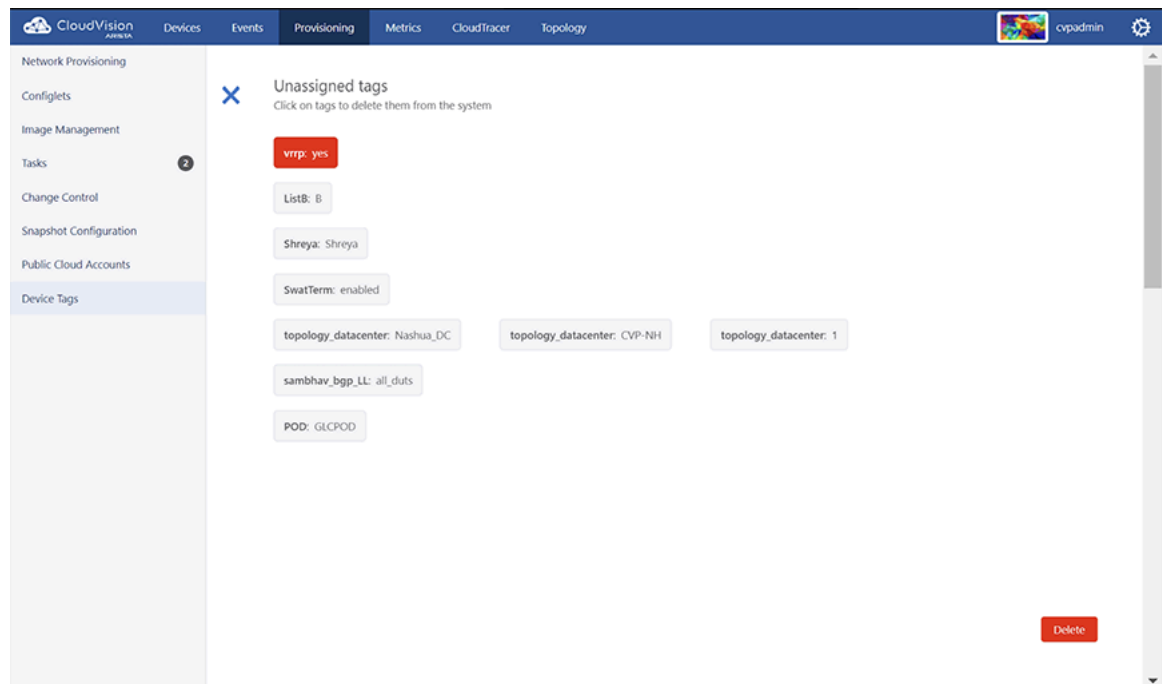 CloudVision Devices Events Provisioning Metrics CloudTracer Topology cvpadmin
ARISTA
Network Provisioning
Configlets
Image Management
Tasks 2
Change Control
Snapshot Configuration
Public Cloud Accounts
Device Tags
Unassigned tags
Click on tags to delete them from the system
vrrp: yes
ListB: B
Shreya: Shreya
SwatTerm: enabled
topology_datacenter: Nashua_DC topology_datacenter: CVP-NH topology_datacenter: 1
sambhav_bgp_LL: all_duts
POD: GLCPOD
Delete